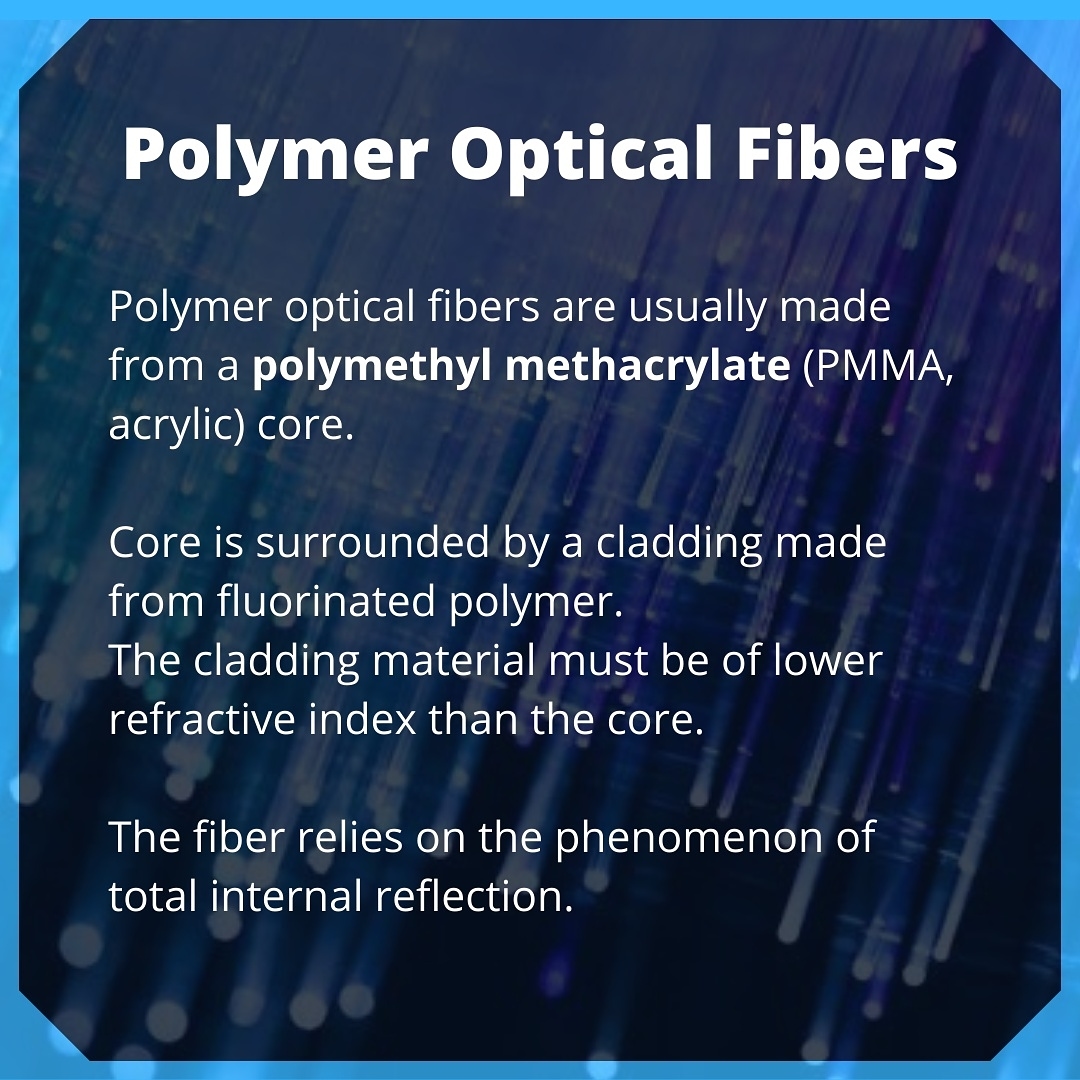 Polymer Optical Fibers
Polymer optical fibers are usually made
from a polymethyl methacrylate (PMMA,
acrylic) core.
Core is surrounded by a cladding made
from fluorinated polymer.
The cladding material must be of lower
refractive index than the core.
The fiber relies on the phenomenon of
total internal reflection.